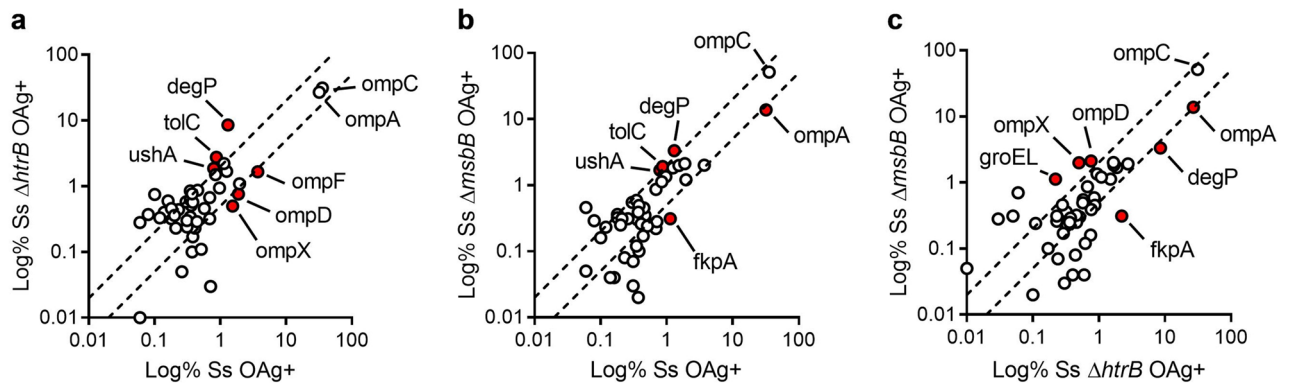 a
Log% Ss ΔhtrB OAg+
100
10
1
0.1
0.01
degP
tolC
ushA
ompC
ompA
ompF
ompD
ompX
0.01 0.1 1 10 100
Log% Ss OAg+
b
Log% Ss ΔmsbB OAg+
100
10
1
0.1
0.01
ompC
degP
tolC
ushA
ompA
fkpA
0.01 0.1 1 10 100
Log% Ss OAg+
c
Log% Ss ΔmsbB OAg+
100
10
1
0.1
0.01
ompC
ompD
ompX
groEL
ompA
degP
fkpA
0.01 0.1 1 10 100
Log% Ss ΔhtrB OAg+